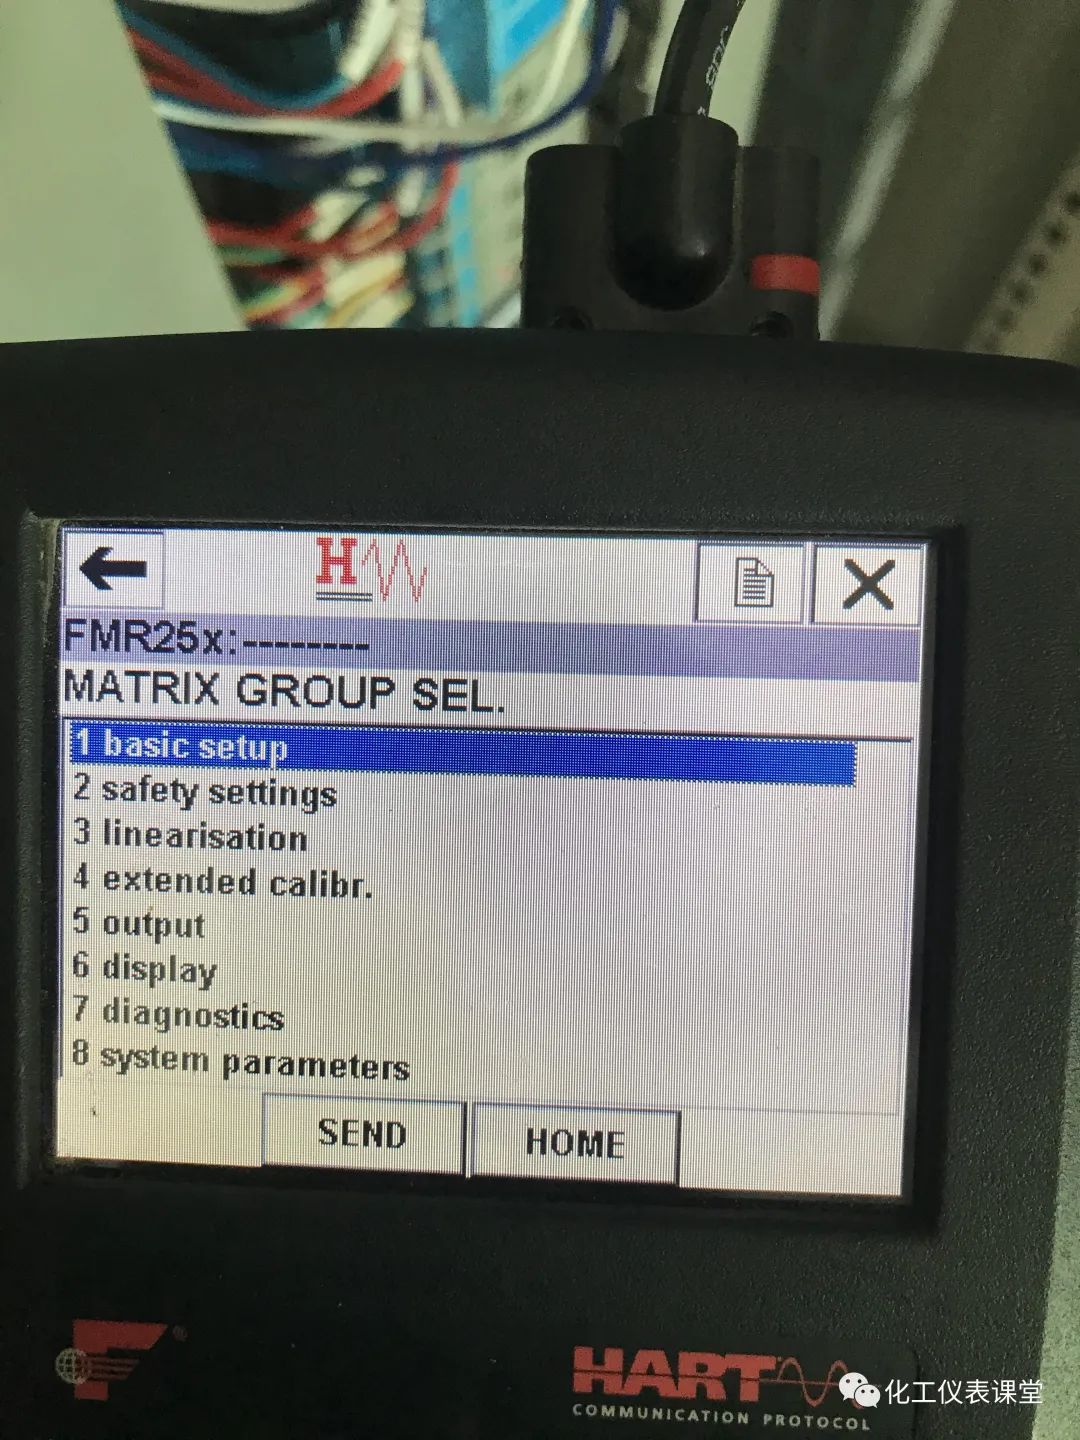 H
FMR25x:--------
MATRIX GROUP SEL.
1 basic setup
2 safety settings
3 linearisation
4 extended calibr.
5 output
6 display
7 diagnostics
8 system parameters
SEND
HOME
F
HART
COMMUNICATION PROTOCOL
化工仪表课堂